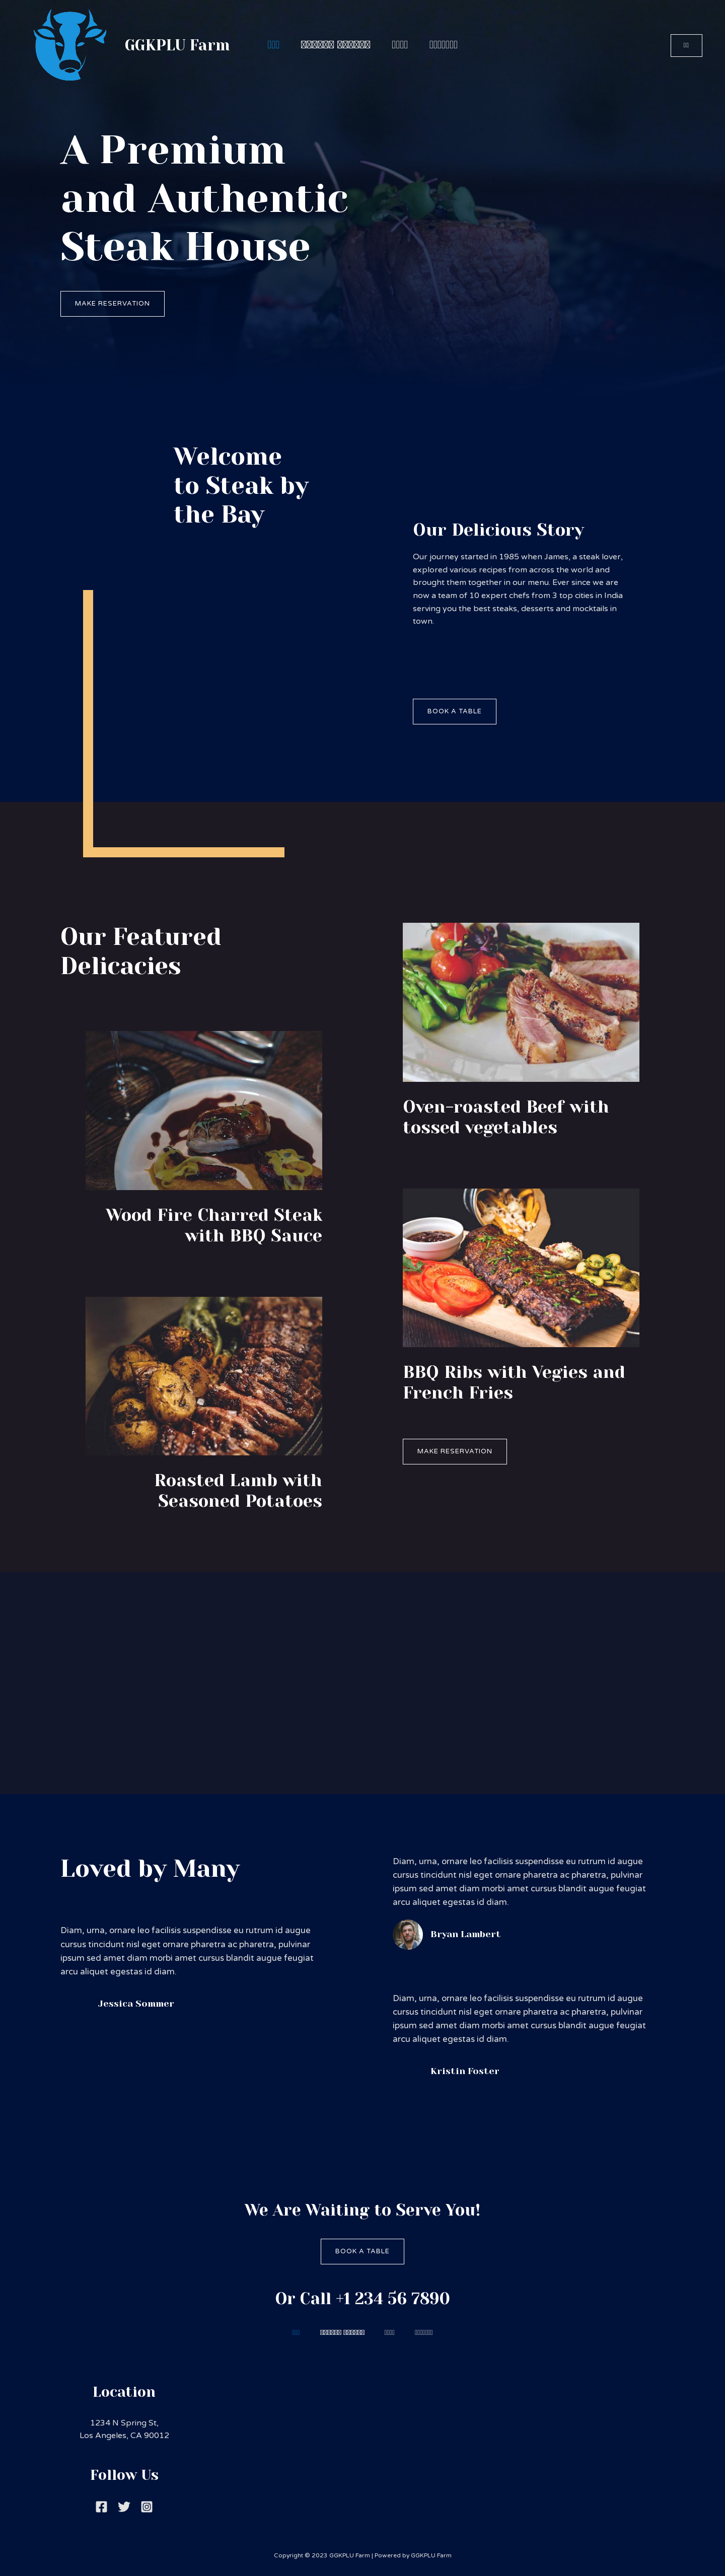 GGKPLU Farm
A Premium
and Authentic
Steak House
MAKE RESERVATION
Welcome
to Steak by
the Bay
Our Delicious Story
Our journey started in 1985 when James, a steak lover,
explored various recipes from across the world and
brought them together in our menu. Ever since we are
now a team of 10 expert chefs from 3 top cities in India
serving you the best steaks, desserts and mocktails in
town.
BOOK A TABLE
Our Featured
Delicacies
Wood Fire Charred Steak
with BBQ Sauce
Roasted Lamb with
Seasoned Potatoes
Oven-roasted Beef with
tossed vegetables
BBQ Ribs with Vegies and
French Fries
MAKE RESERVATION
Loved by Many
Diam, urna, ornare leo facilisis suspendisse eu rutrum id augue
cursus tincidunt nisl eget ornare pharetra ac pharetra, pulvinar
ipsum sed amet diam morbi amet cursus blandit augue feugiat
arcu aliquet egestas id diam.
Jessica Sommer
Diam, urna, ornare leo facilisis suspendisse eu rutrum id augue
cursus tincidunt nisl eget ornare pharetra ac pharetra, pulvinar
ipsum sed amet diam morbi amet cursus blandit augue feugiat
arcu aliquet egestas id diam.
Bryan Lambert
Diam, urna, ornare leo facilisis suspendisse eu rutrum id augue
cursus tincidunt nisl eget ornare pharetra ac pharetra, pulvinar
ipsum sed amet diam morbi amet cursus blandit augue feugiat
arcu aliquet egestas id diam.
Kristin Foster
We Are Waiting to Serve You!
BOOK A TABLE
Or Call +1 234 56 7890
Location
1234 N Spring St,
Los Angeles, CA 90012
Follow Us
Copyright © 2023 GGKPLU Farm | Powered by GGKPLU Farm